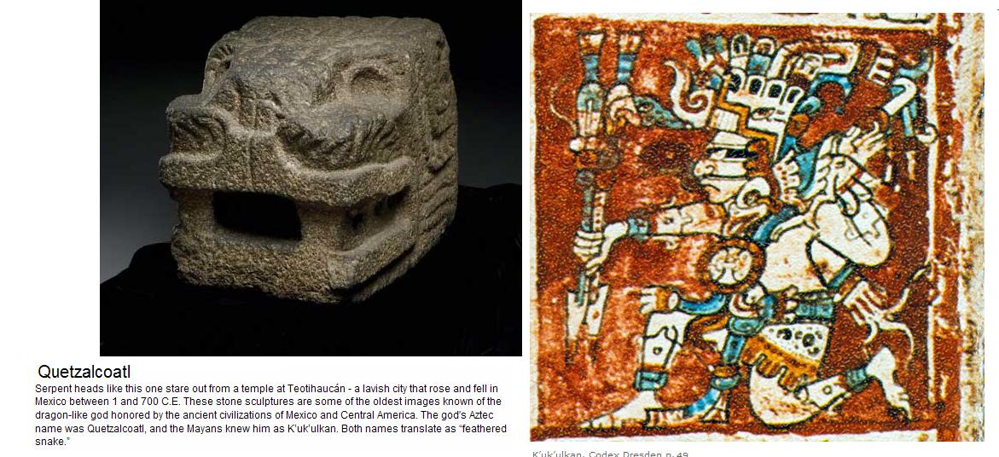 Quetzalcoatl
Serpent heads like this one stare out from a temple at Teotihaucán - a lavish city that rose and fell in
Mexico between 1 and 700 C.E. These stone sculptures are some of the oldest images known of the
dragon-like god honored by the ancient civilizations of Mexico and Central America. The god's Aztec
name was Quetzalcoatl, and the Mayans knew him as K’uk’ulkan. Both names translate as “feathered
snake.”
K’uk’ulkan. Codex Dresden p. 49